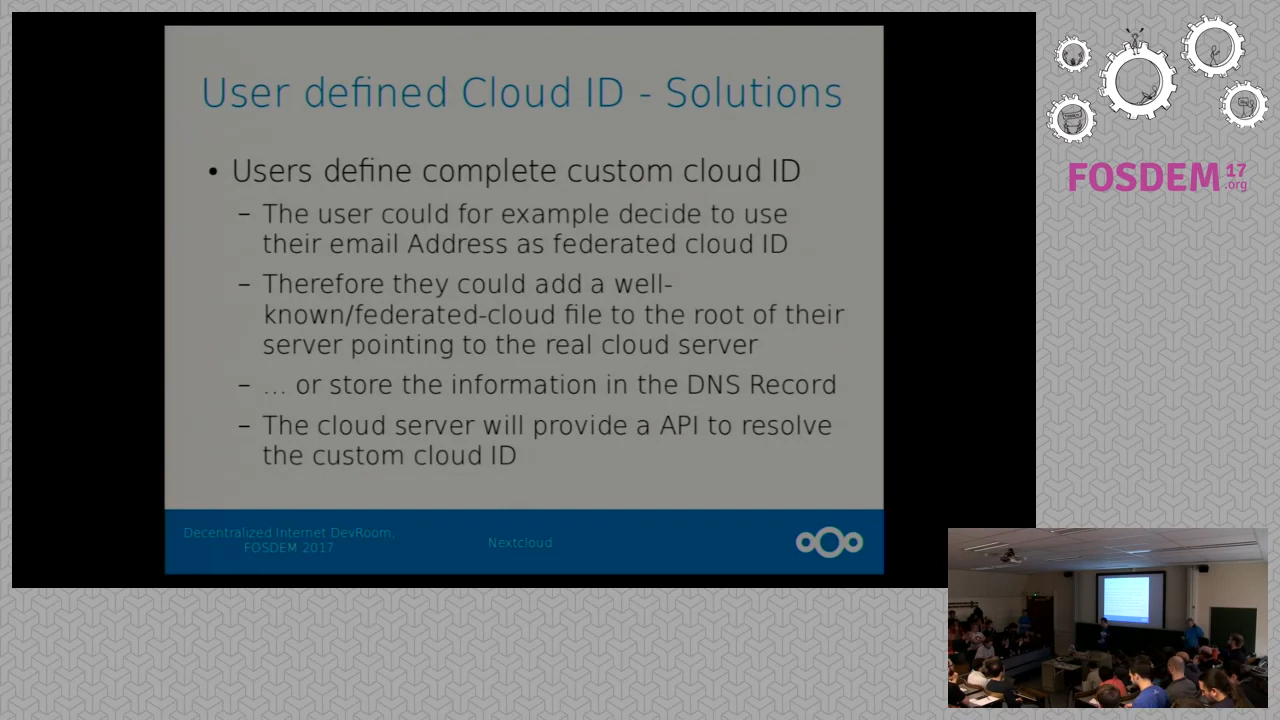 User defined Cloud ID - Solutions
• Users define complete custom cloud ID
– The user could for example decide to use
their email Address as federated cloud ID
– Therefore they could add a well-
known/federated-cloud file to the root of their
server pointing to the real cloud server
– ... or store the information in the DNS Record
– The cloud server will provide a API to resolve
the custom cloud ID
Decentralized Internet DevRoom,
FOSDEM 2017
Nextcloud
FOSDEM 17
.org